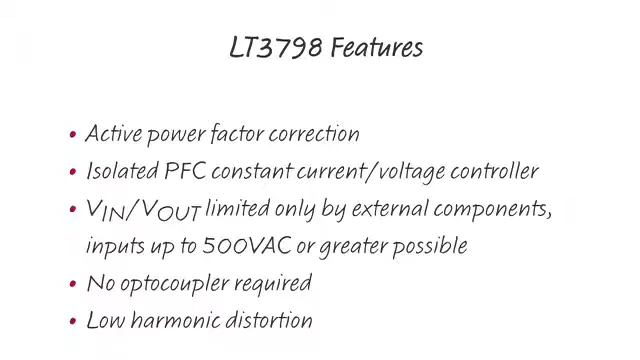 LT3798 Features
• Active power factor correction
• Isolated PFC constant current/voltage controller
• VIN/VOUT limited only by external components,
inputs up to 500VAC or greater possible
• No optocoupler required
• Low harmonic distortion